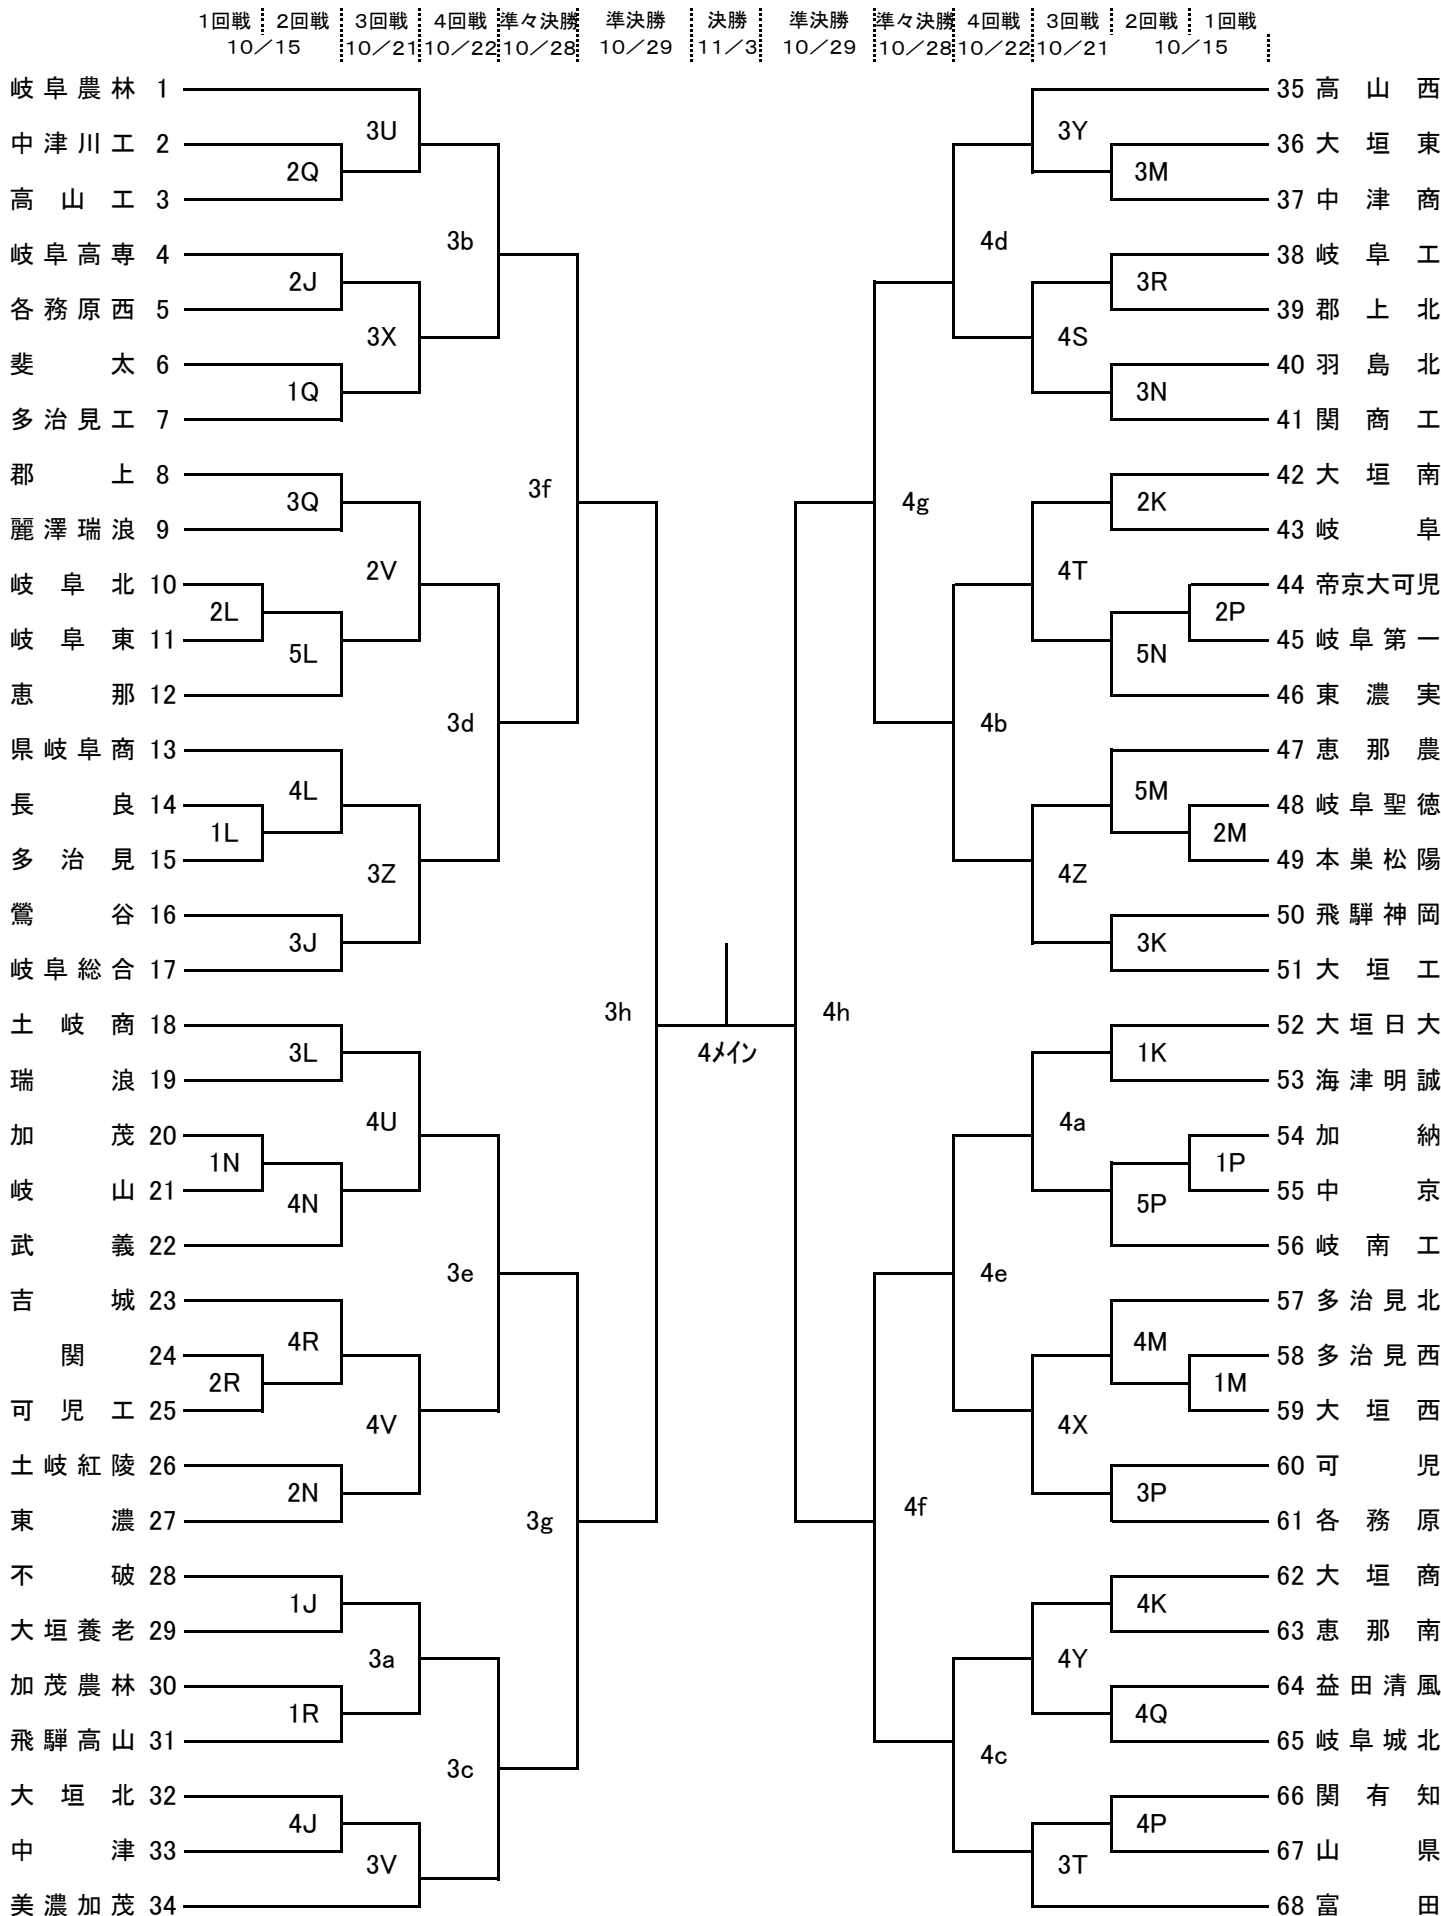 1回戦 2回戦 3回戦 4回戦 準々決勝 準決勝 決勝 準決勝 準々決勝 4回戦 3回戦 2回戦 1回戦
10/15 10/21 10/22 10/28 10/29 11/3 10/29 10/28 10/22 10/21 10/15
岐阜農林 1 35 高山西
3U 3Y
中津川工 2 36 大垣東
2Q 3M
高山工 3 37 中津商
3b 4d
岐阜高専 4 38 岐阜工
2J 3R
各務原西 5 39 郡上北
3X 4S
斐太 6 40 羽島北
1Q 3N
多治見工 7 41 関商工
郡上 8 42 大垣南
3f
3Q 4g 2K
麗澤瑞浪 9 43 岐阜
2V 4T
岐阜北 10 44 帝京大可児
2L 2P
岐阜東 11 45 岐阜第一
5L 5N
恵那 12 46 東濃実
3d 4b
県岐阜商 13 47 恵那農
4L 5M
長良 14 48 岐阜聖徳
1L 2M
多治見 15 49 本巣松陽
3Z 4Z
鶯谷 16 50 飛騨神岡
3J 3K
岐阜総合 17 51 大垣工
3h 4h
土岐商 18 52 大垣日大
3L 4メイン 1K
瑞浪 19 53 海津明誠
4U 4a
加茂 20 54 加納
1N 1P
岐山 21 55 中京
4N 5P
武義 22 56 岐南工
3e 4e
吉城 23 57 多治見北
4R 4M
関 24 58 多治見西
2R 1M
可児工 25 59 大垣西
4V 4X
土岐紅陵 26 60 可児
2N 3P
3g 4f
東濃 27 61 各務原
不破 28 62 大垣商
1J 4K
大垣養老 29 63 恵那南
3a 4Y
加茂農林 30 64 益田清風
1R 4Q
飛騨高山 31 65 岐阜城北
3c 4c
大垣北 32 66 関有知
4J 4P
中津 33 67 山県
3V 3T
美濃加茂 34 68 富田